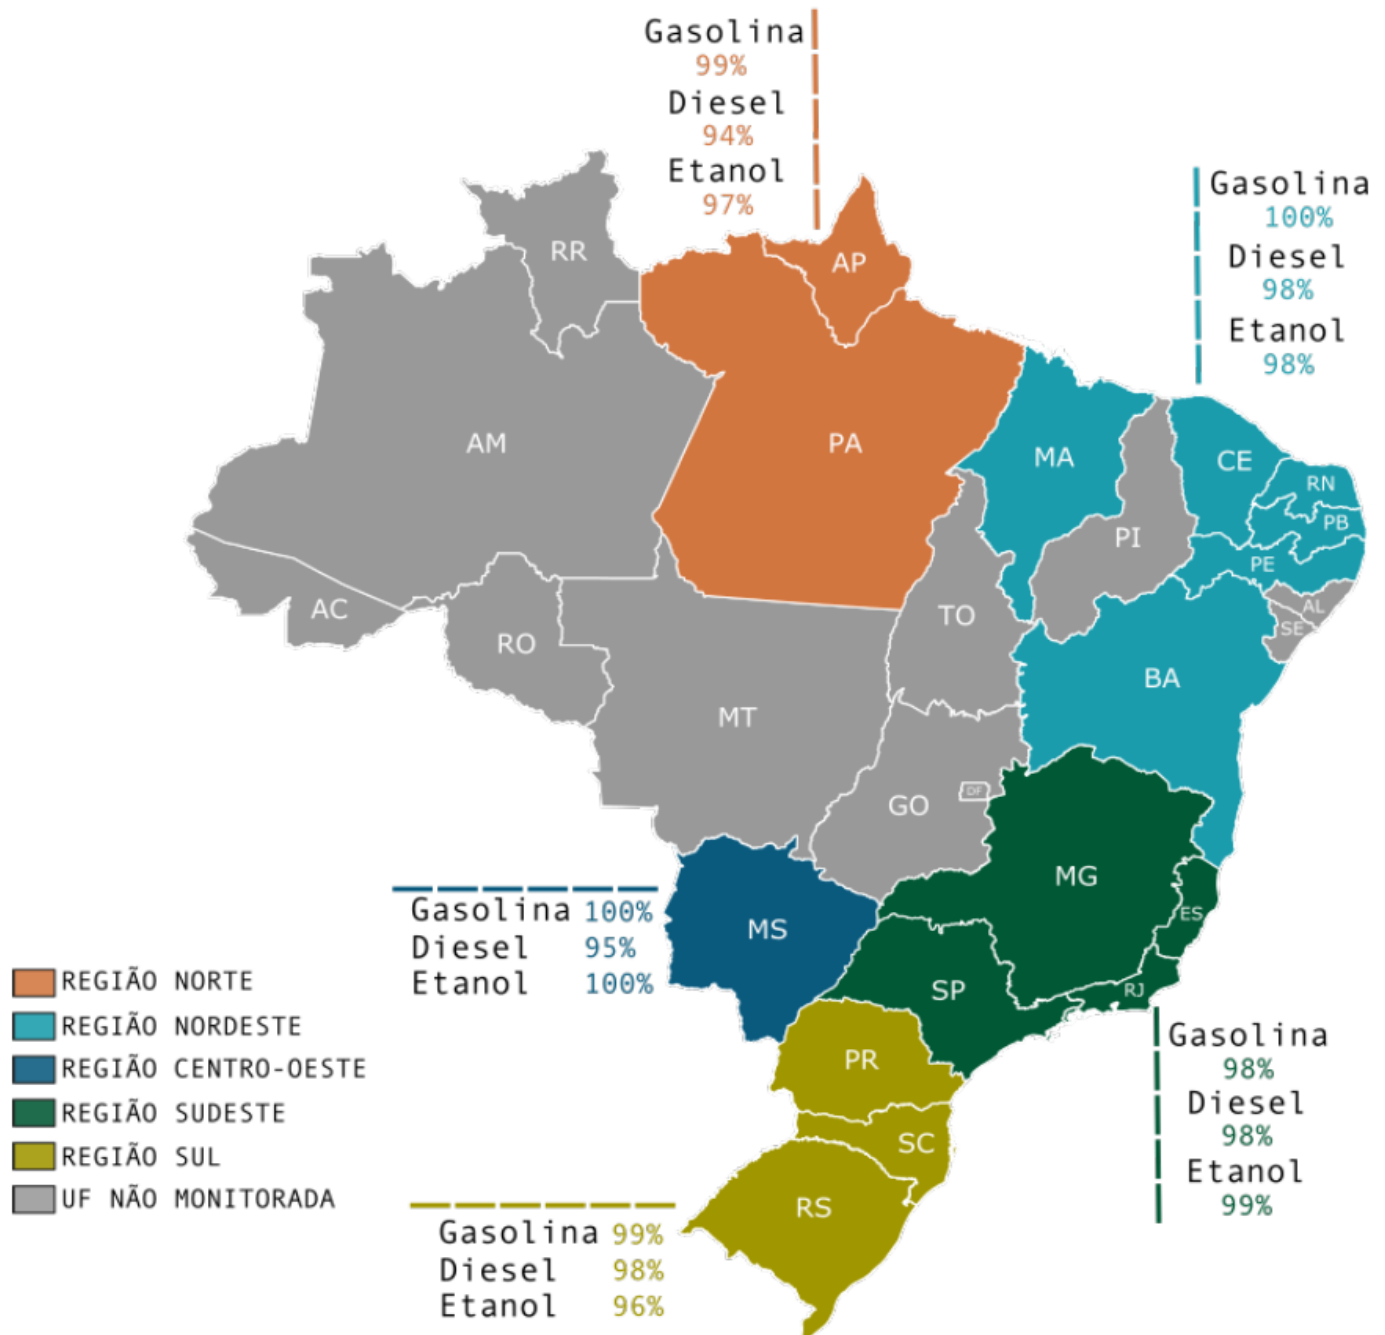 Gasolina
99%
Diesel
94%
Etanol
97%
Gasolina
100%
Diesel
98%
Etanol
98%
RR
AP
AM
PA
MA
CE
RN
PB
PI
PE
AC
TO
AL
SE
RO
BA
MT
GO
DF
MG
ES
MS
SP
RJ
Gasolina 100%
Diesel 95%
Etanol 100%
REGIÃO NORTE
REGIÃO NORDESTE
REGIÃO CENTRO-OESTE
REGIÃO SUDESTE
REGIÃO SUL
UF NÃO MONITORADA
PR
SC
RS
Gasolina
98%
Diesel
98%
Etanol
99%
Gasolina 99%
Diesel 98%
Etanol 96%